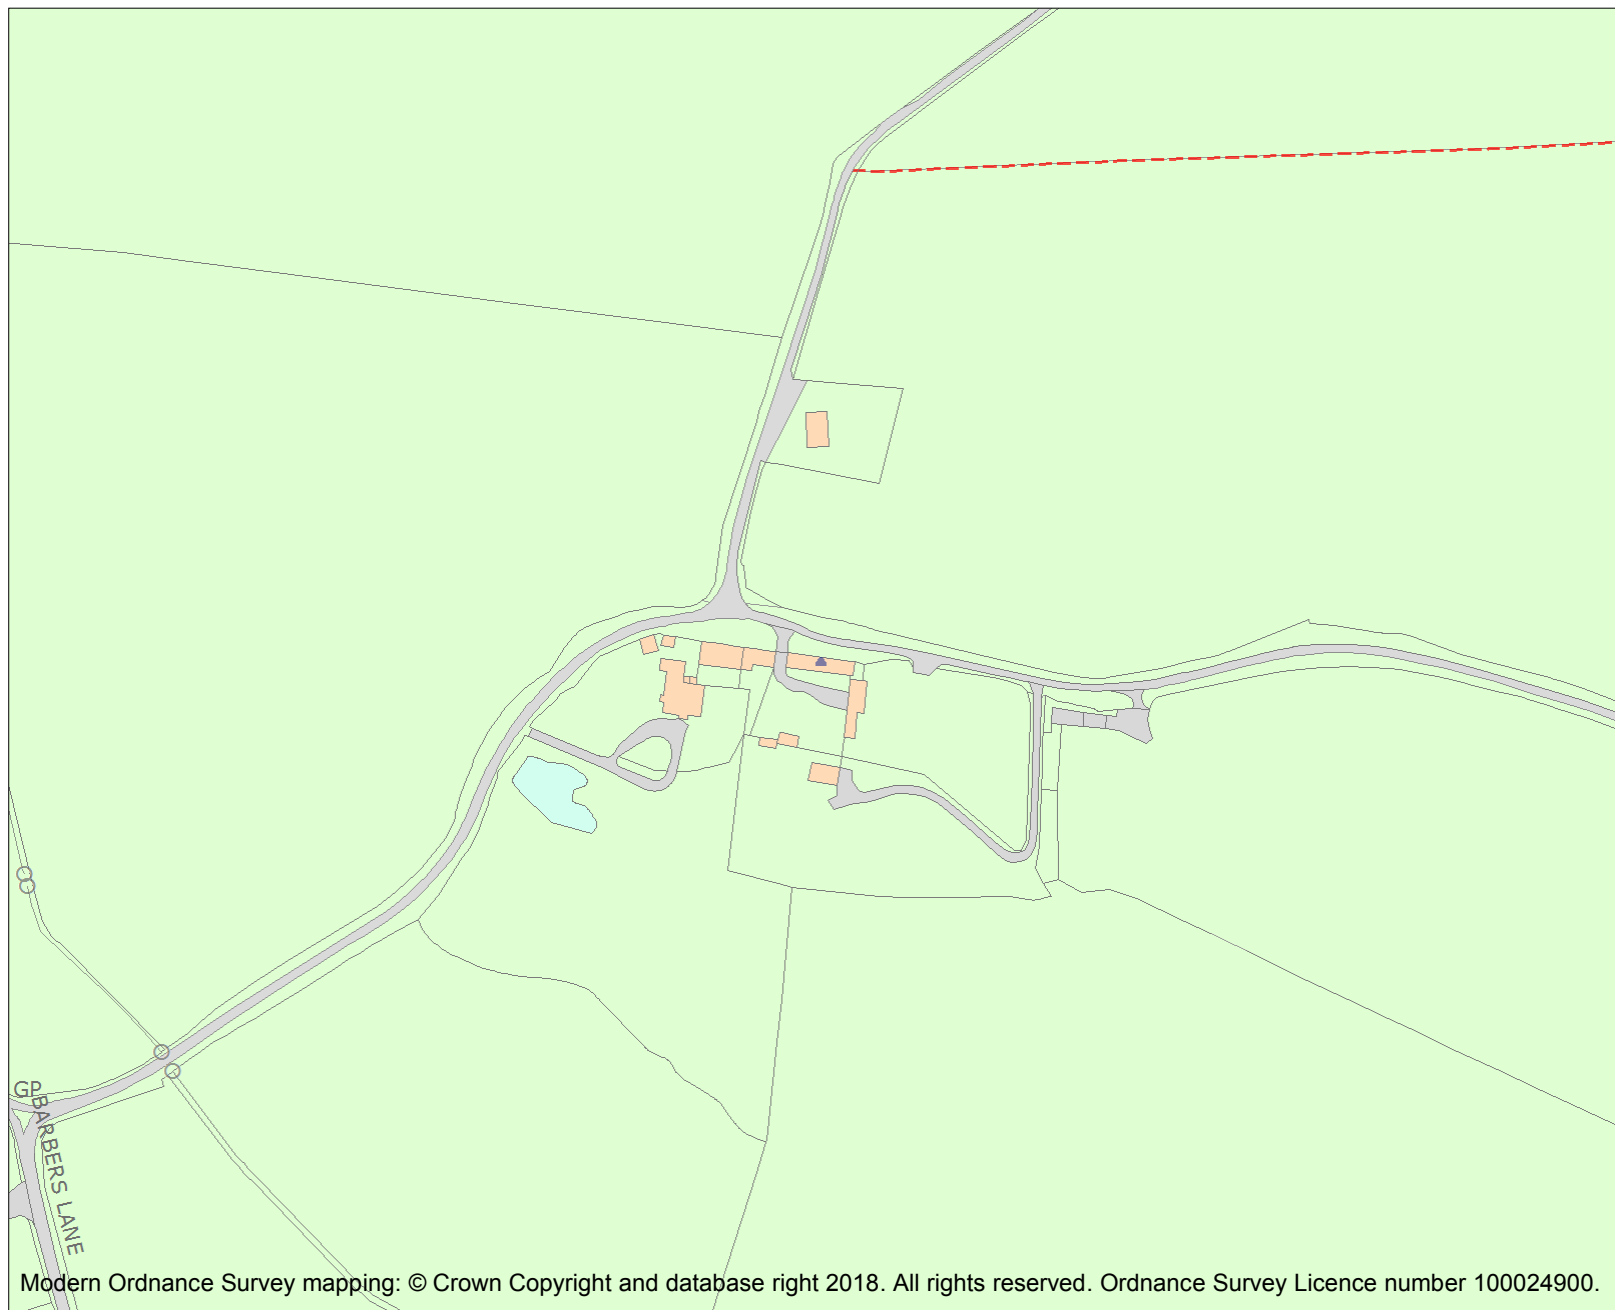 GP
BARBERS LANE
Modern Ordnance Survey mapping: © Crown Copyright and database right 2018. All rights reserved. Ordnance Survey Licence number 100024900.